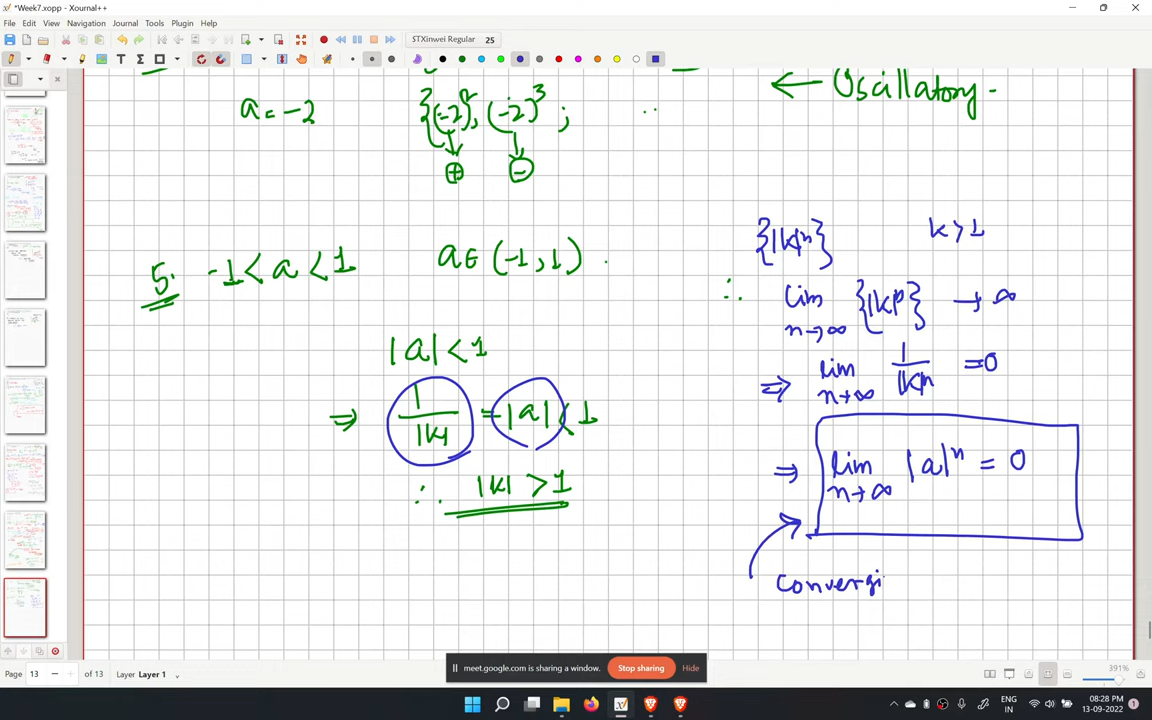 *Week7.xopp - Xournal++
File Edit View Navigation Journal Tools Plugin Help
STXinwei Regular 25
← Oscillatory.
a = -2 {(-2)², (-2)³ ; ..
⊕ ⊖
5. -1 < a < 1 a ∈ (-1, 1) .
|a| < 1
⇒ 1/|k| = |a| < 1
∴ |k| > 1
{|k|ⁿ} k > 1
∴ lim n→∞ {|k|ⁿ} → ∞
⇒ lim n→∞ 1/|k|ⁿ = 0
⇒ lim n→∞ |a|ⁿ = 0
Convergi
meet.google.com is sharing a window. Stop sharing Hide
Page 13 of 13 Layer Layer 1 391%
ENG IN 08:28 PM 13-09-2022